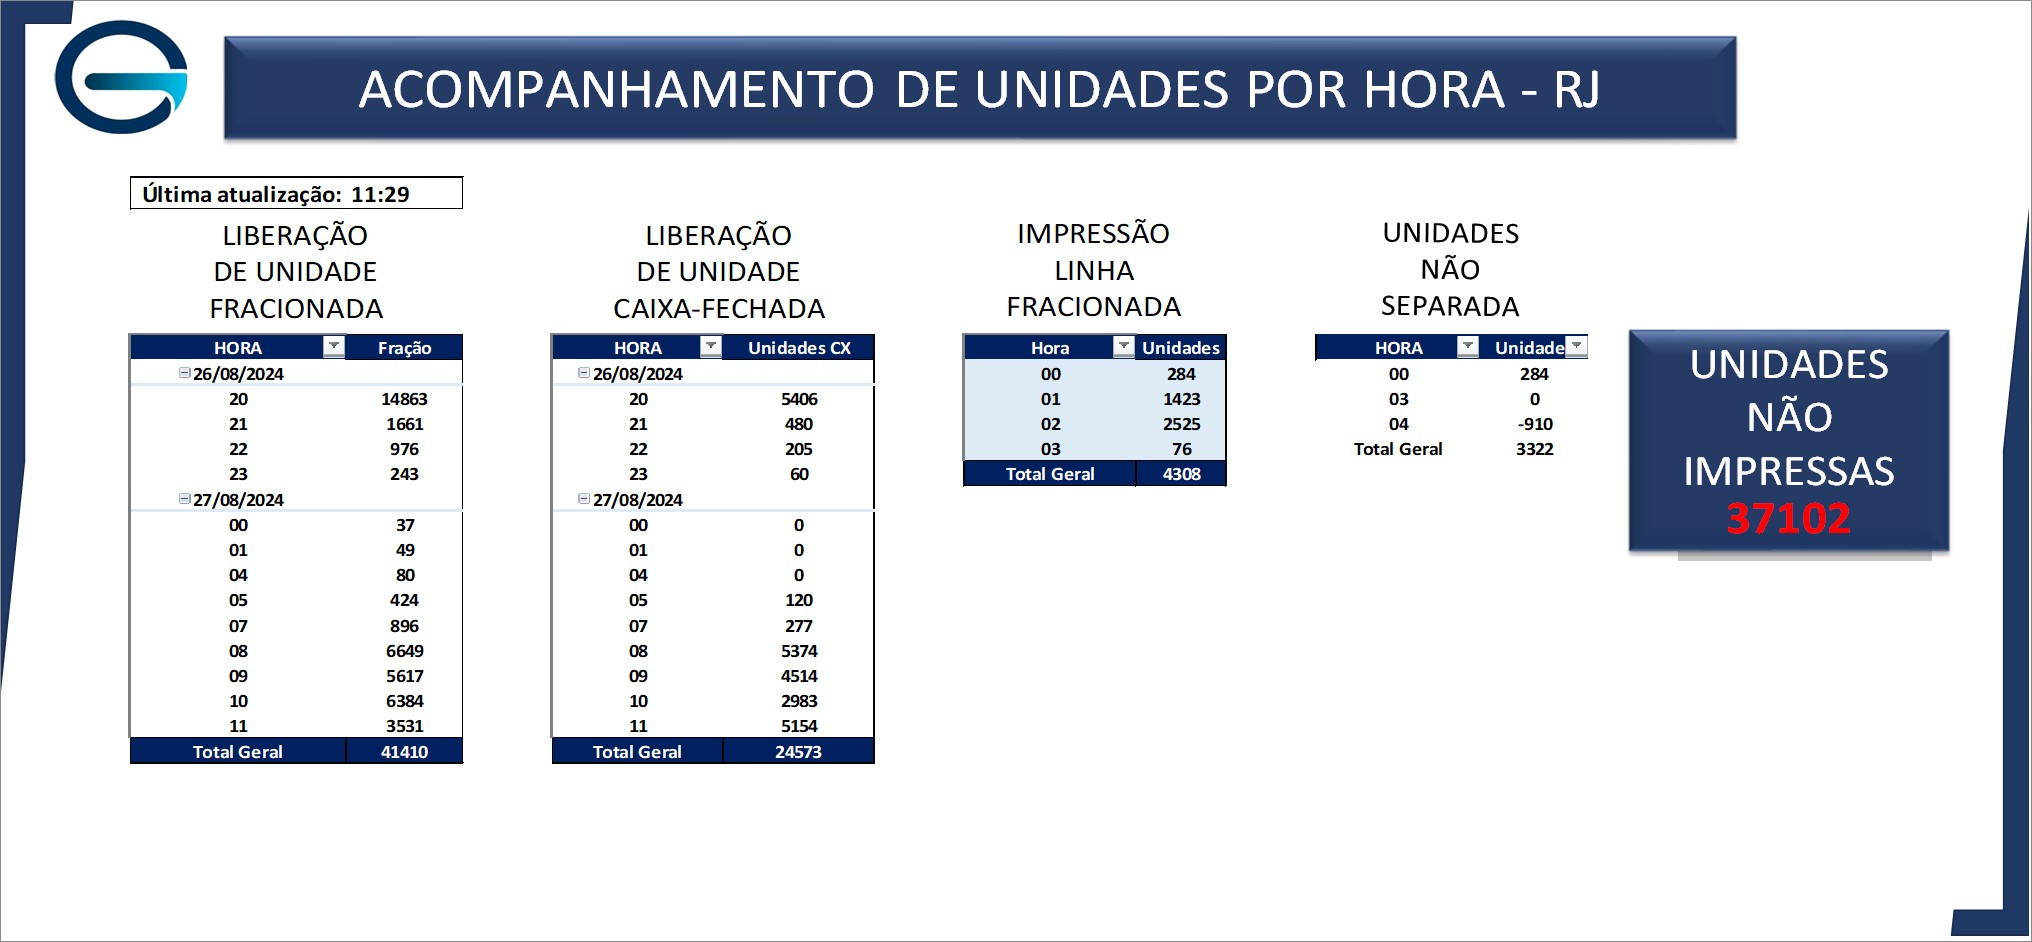 ACOMPANHAMENTO DE UNIDADES POR HORA - RJ
Última atualização: 11:29
LIBERAÇÃO
DE UNIDADE
FRACIONADA
HORA Fração
26/08/2024
20 14863
21 1661
22 976
23 243
27/08/2024
00 37
01 49
04 80
05 424
07 896
08 6649
09 5617
10 6384
11 3531
Total Geral 41410
LIBERAÇÃO
DE UNIDADE
CAIXA-FECHADA
HORA Unidades CX
26/08/2024
20 5406
21 480
22 205
23 60
27/08/2024
00 0
01 0
04 0
05 120
07 277
08 5374
09 4514
10 2983
11 5154
Total Geral 24573
IMPRESSÃO
LINHA
FRACIONADA
Hora Unidades
00 284
01 1423
02 2525
03 76
Total Geral 4308
UNIDADES
NÃO
SEPARADA
HORA Unidade
00 284
03 0
04 -910
Total Geral 3322
UNIDADES
NÃO
IMPRESSAS
37102